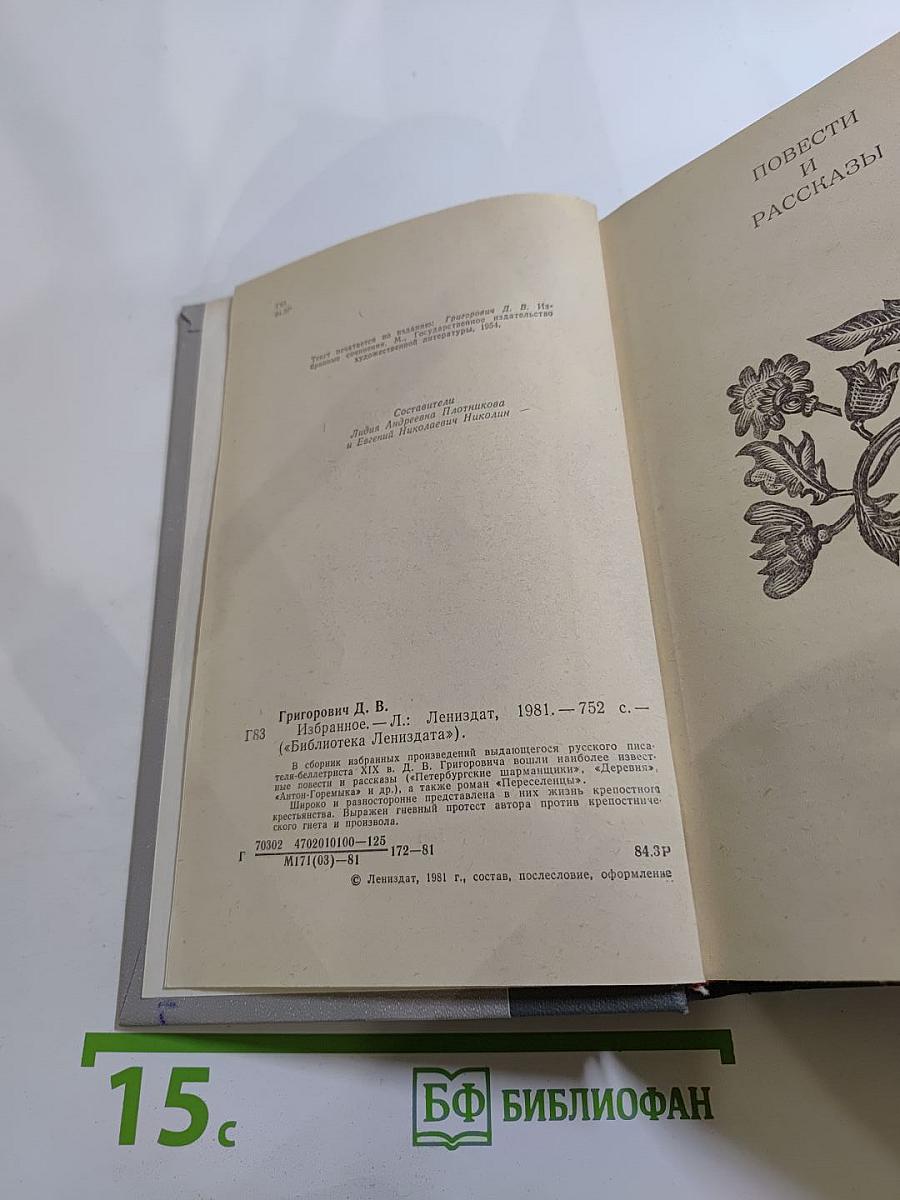 Г83
84.3Р
Текст печатается по изданию: Григорович Д. В. Из-
бранные сочинения. М., Государственное издательство
художественной литературы, 1954.
Составители
Лидия Андреевна Плотникова
и Евгений Николаевич Николин
Григорович Д. В.
Г83 Избранное. — Л.: Лениздат, 1981. — 752 с. —
(«Библиотека Лениздата»).
В сборник избранных произведений выдающегося русского писа-
теля-беллетриста XIX в. Д. В. Григоровича вошли наиболее извест-
ные повести и рассказы («Петербургские шарманщики», «Деревня»,
«Антон-Горемыка» и др.), а также роман «Переселенцы».
Широко и разносторонне представлена в них жизнь крепостного
крестьянства. Выражен гневный протест автора против крепостниче-
ского гнета и произвола.
Г 70302 4702010100—125
М171(03)—81 172—81
84.3Р
© Лениздат, 1981 г., состав, послесловие, оформление
ПОВЕСТИ
И
РАССКАЗЫ
15 с
БФ БИБЛИОФАН